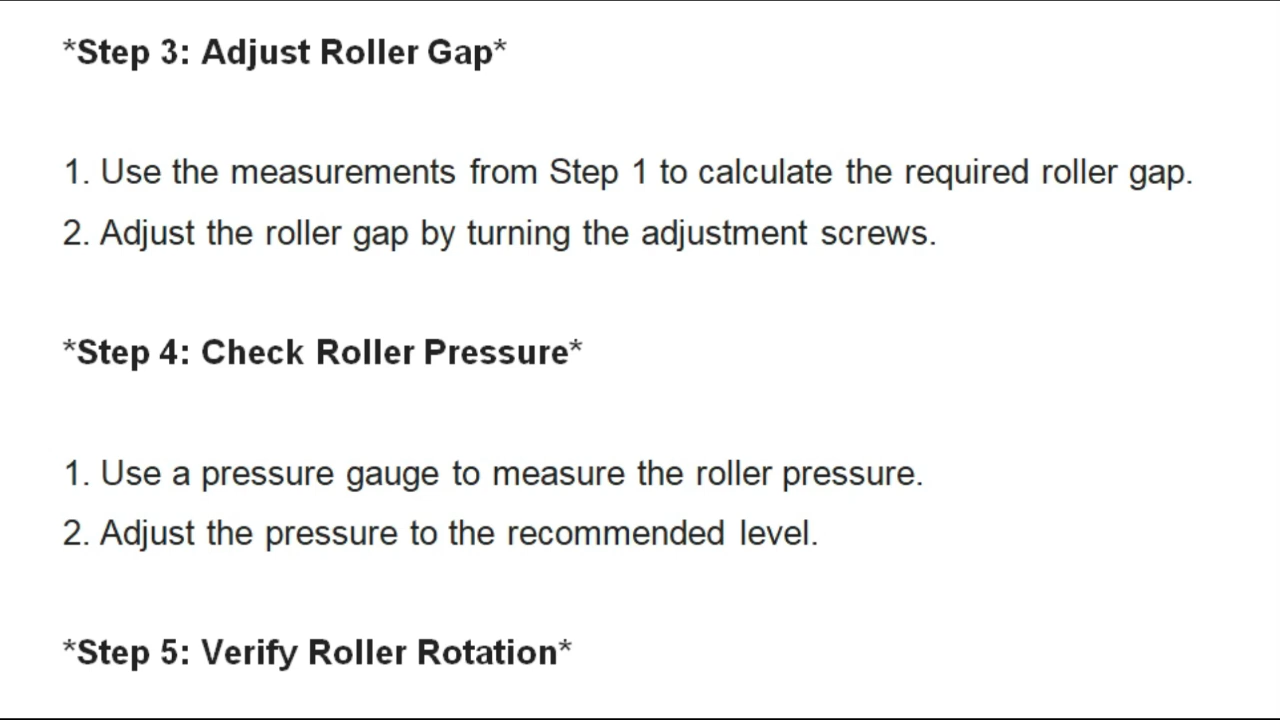 *Step 3: Adjust Roller Gap*
1. Use the measurements from Step 1 to calculate the required roller gap.
2. Adjust the roller gap by turning the adjustment screws.
*Step 4: Check Roller Pressure*
1. Use a pressure gauge to measure the roller pressure.
2. Adjust the pressure to the recommended level.
*Step 5: Verify Roller Rotation*